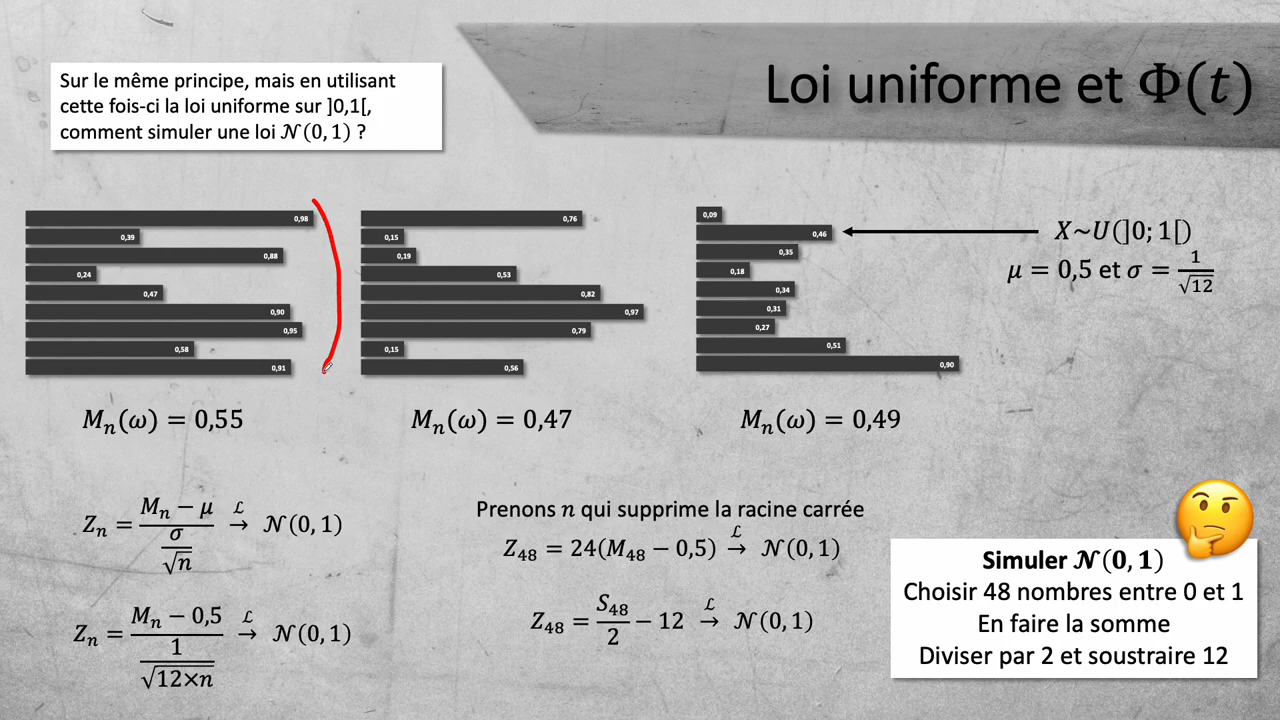 Loi uniforme et Φ(t)
Sur le même principe, mais en utilisant
cette fois-ci la loi uniforme sur ]0,1[,
comment simuler une loi 𝒩(0, 1) ?
0,98
0,39
0,88
0,24
0,47
0,90
0,95
0,58
0,91
M_n(ω) = 0,55
0,76
0,15
0,19
0,53
0,82
0,97
0,79
0,15
0,56
M_n(ω) = 0,47
0,09
0,46
0,35
0,18
0,34
0,31
0,27
0,51
0,90
M_n(ω) = 0,49
X~U(]0; 1[)
μ = 0,5 et σ = 1/√12
Z_n = (M_n − μ)/(σ/√n) →^ℒ 𝒩(0, 1)
Z_n = (M_n − 0,5)/(1/√(12×n)) →^ℒ 𝒩(0, 1)
Prenons n qui supprime la racine carrée
Z_48 = 24(M_48 − 0,5) →^ℒ 𝒩(0, 1)
Z_48 = S_48/2 − 12 →^ℒ 𝒩(0, 1)
Simuler 𝒩(0, 1)
Choisir 48 nombres entre 0 et 1
En faire la somme
Diviser par 2 et soustraire 12